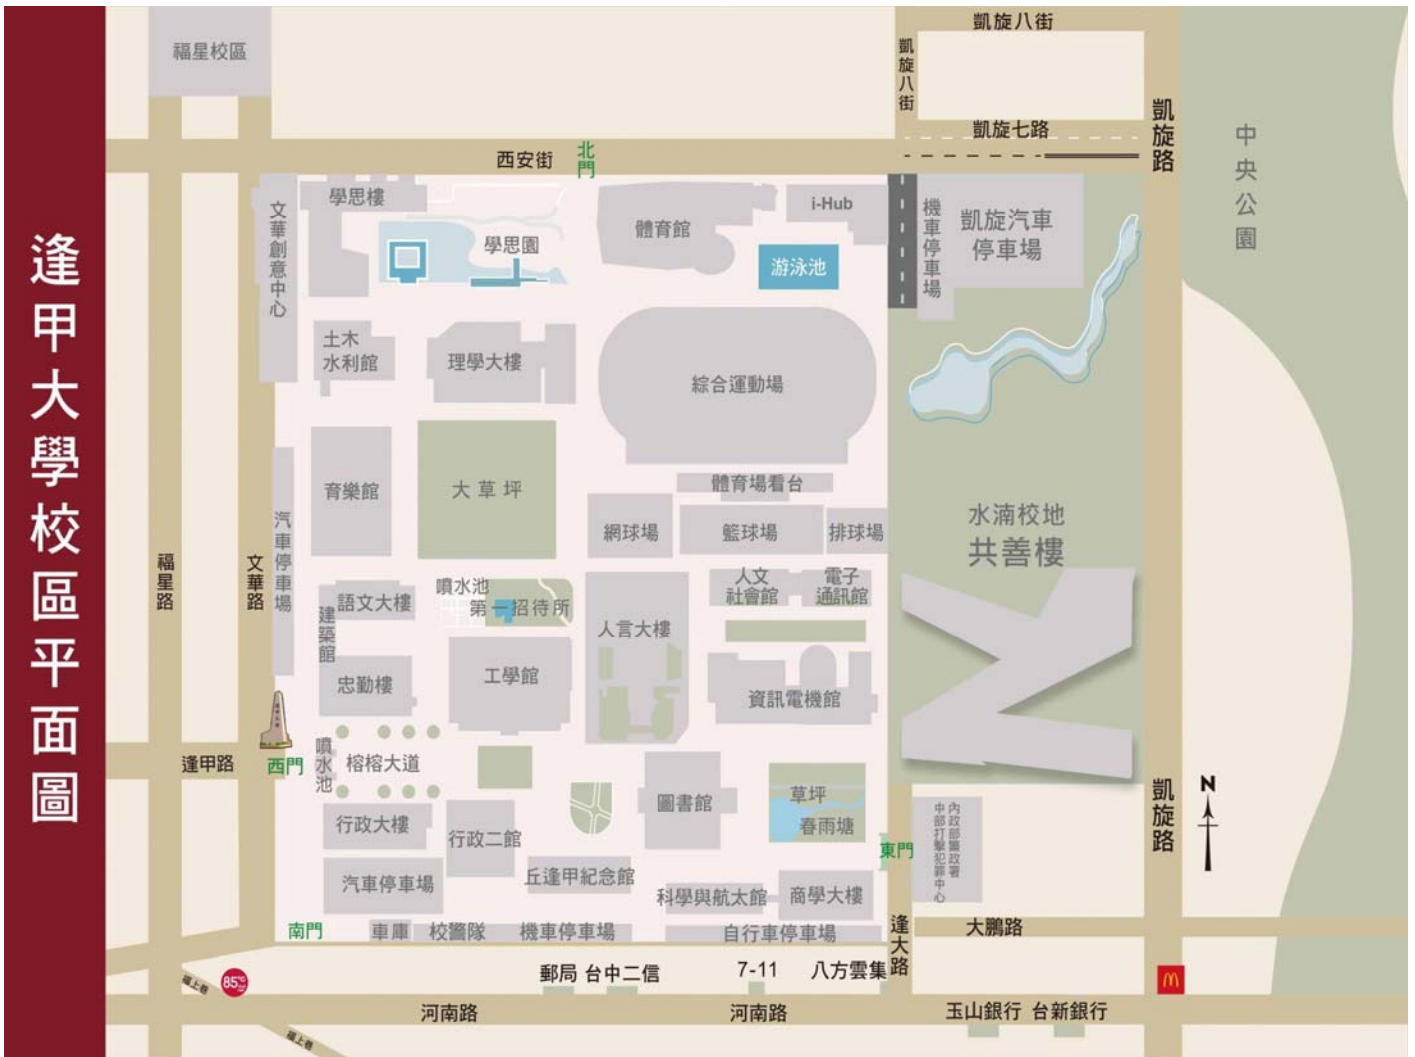 逢甲大學校區平面圖
福星校區
凱旋八街
凱旋八街
凱旋七路
凱旋路
中央公園
西安街
北門
學思樓
文華創意中心
學思園
體育館
i-Hub
游泳池
機車停車場
凱旋汽車
停車場
土木
水利館
理學大樓
綜合運動場
育樂館
大草坪
體育場看台
網球場
籃球場
排球場
水湳校地
共善樓
汽車停車場
福星路
文華路
語文大樓
建築館
噴水池
第一招待所
人文
社會館
電子
通訊館
人言大樓
忠勤樓
工學館
資訊電機館
逢甲路
西門
噴水池
榕榕大道
圖書館
草坪
春雨塘
行政大樓
行政二館
東門
內政部警政署
中部打擊犯罪中心
凱旋路
N
汽車停車場
丘逢甲紀念館
科學與航太館
商學大樓
南門
車庫
校警隊
機車停車場
自行車停車場
逢大路
大鵬路
福上巷
85°C
郵局 台中二信
7-11
八方雲集
河南路
河南路
玉山銀行 台新銀行
福上巷